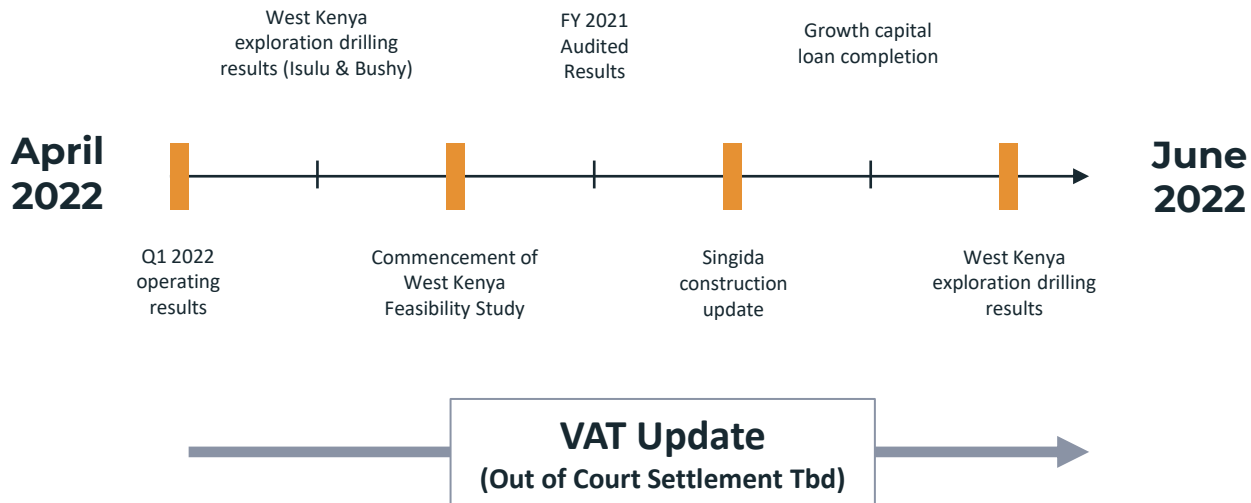 West Kenya
exploration drilling
results (Isulu & Bushy)
FY 2021
Audited
Results
Growth capital
loan completion
April
2022
June
2022
Q1 2022
operating
results
Commencement of
West Kenya
Feasibility Study
Singida
construction
update
West Kenya
exploration drilling
results
VAT Update
(Out of Court Settlement Tbd)